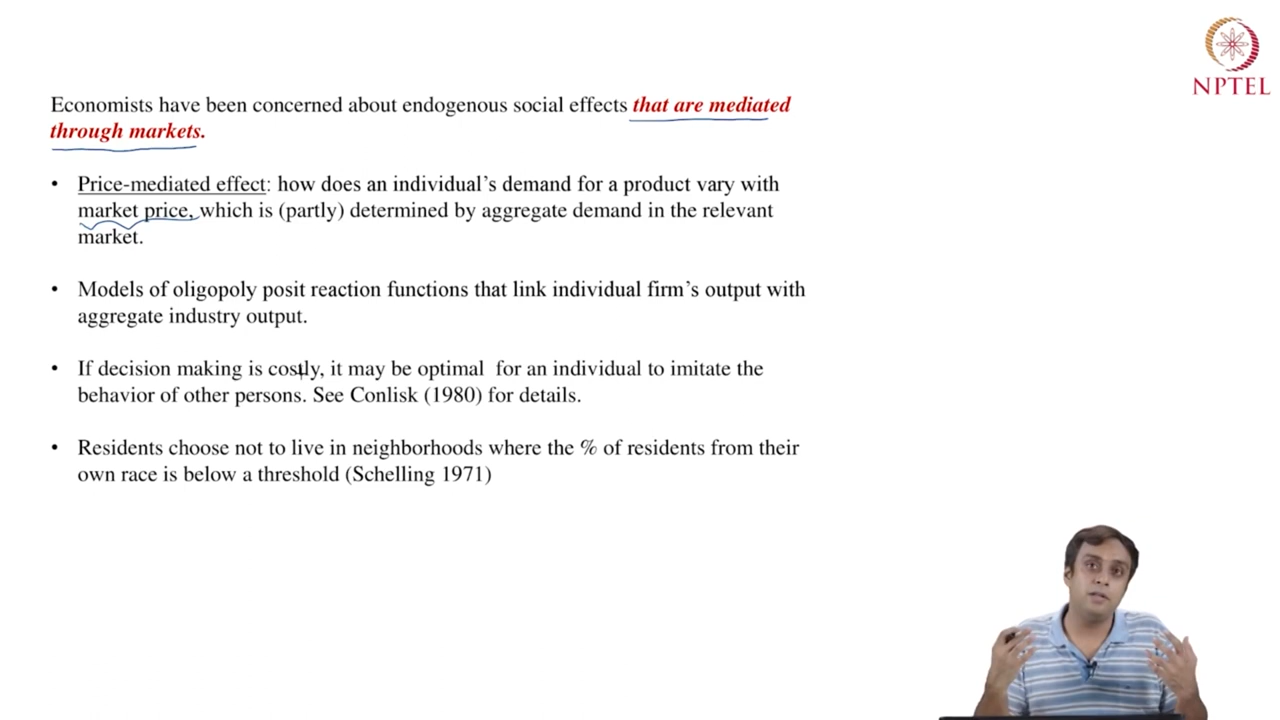 NPTEL
Economists have been concerned about endogenous social effects that are mediated
through markets.
• Price-mediated effect: how does an individual's demand for a product vary with
market price, which is (partly) determined by aggregate demand in the relevant
market.
• Models of oligopoly posit reaction functions that link individual firm's output with
aggregate industry output.
• If decision making is costly, it may be optimal for an individual to imitate the
behavior of other persons. See Conlisk (1980) for details.
• Residents choose not to live in neighborhoods where the % of residents from their
own race is below a threshold (Schelling 1971)